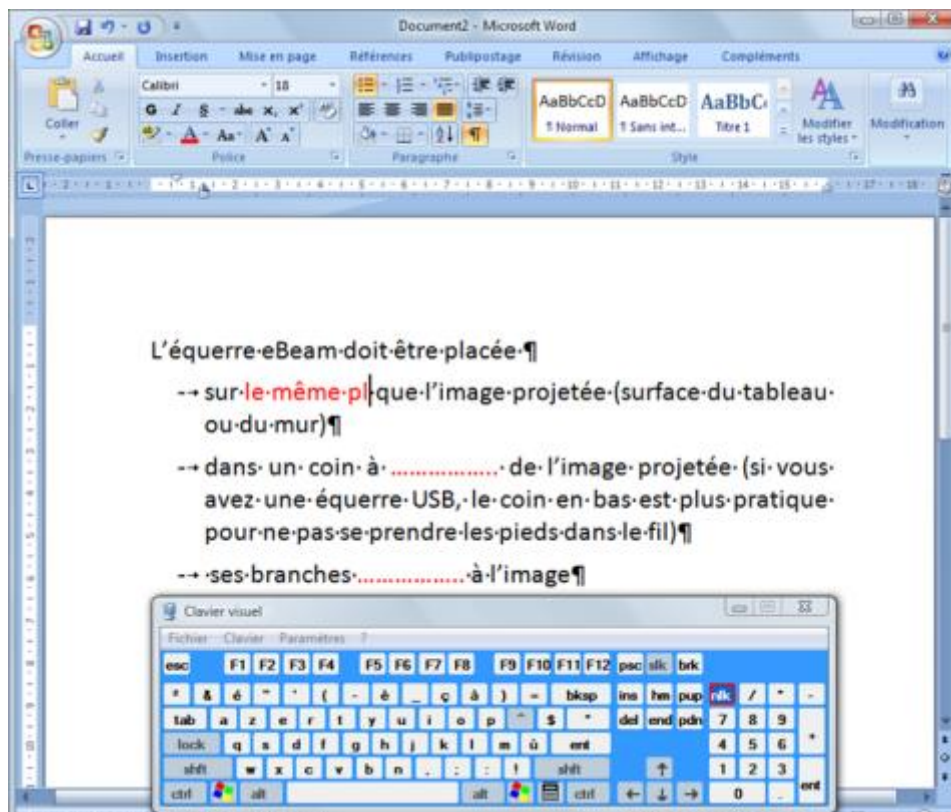 Document2 - Microsoft Word
Accueil Insertion Mise en page Références Publipostage Révision Affichage Compléments
Calibri 18
Coller
G I S abc x, x'
Aa A A
AaBbCcD AaBbCcD AaBbC
¶ Normal ¶ Sans int... Titre 1
Modifier les styles
Modification
Presse-papiers Police Paragraphe Style
L'équerre·eBeam·doit·être·placée·¶
sur·le·même·pl·que·l'image·projetée·(surface·du·tableau·
ou·du·mur)¶
dans· un· coin· à· ................· de· l'image· projetée· (si· vous·
avez·une·équerre·USB,·le·coin·en·bas·est·plus·pratique·
pour·ne·pas·se·prendre·les·pieds·dans·le·fil)¶
·ses·branches·................·à·l'image¶
Clavier visuel
Fichier Clavier Paramètres ?
esc F1 F2 F3 F4 F5 F6 F7 F8 F9 F10 F11 F12 psc slk brk
² & é " ' ( - è _ ç à ) = bksp ins hm pup nlk / * -
tab a z e r t y u i o p ^ $ * del end pdn 7 8 9 +
lock q s d f g h j k l m ù ent 4 5 6
shft w x c v b n , ; : ! shft ↑ 1 2 3 ent
ctrl alt alt ctrl ← ↓ → 0 .